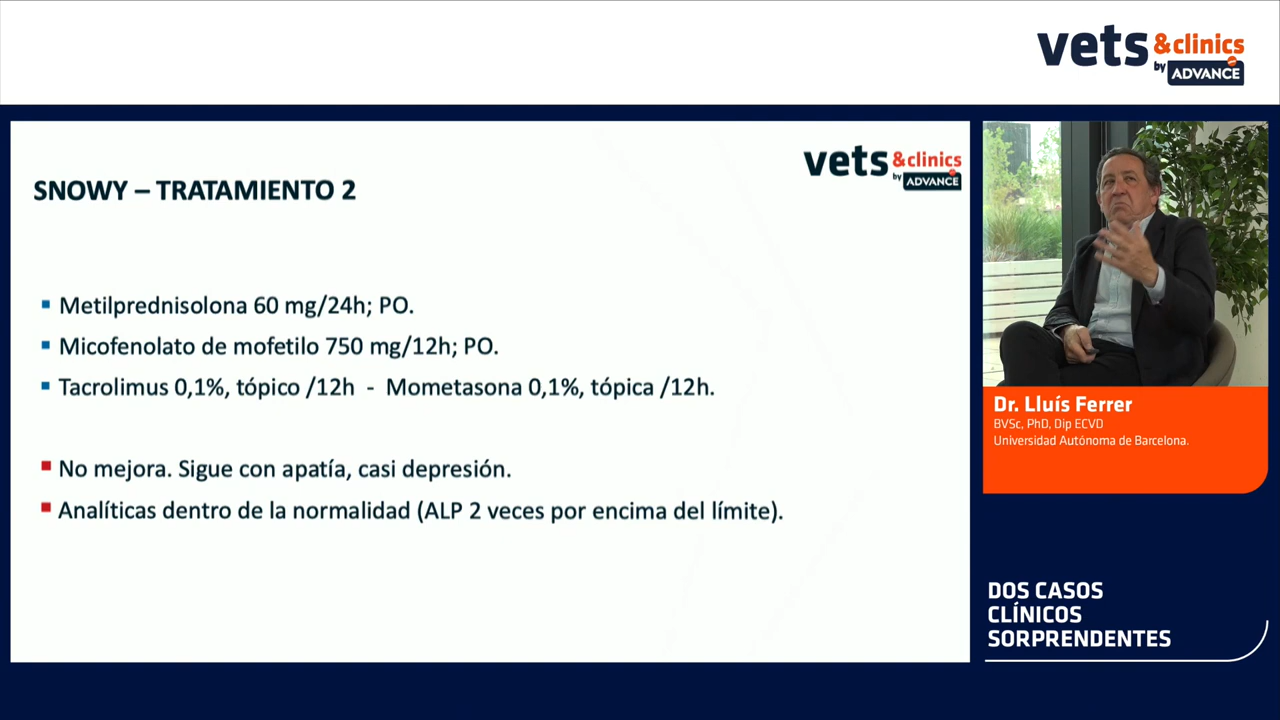 vets &clinics
by ADVANCE
vets &clinics
by ADVANCE
SNOWY – TRATAMIENTO 2
Metilprednisolona 60 mg/24h; PO.
Micofenolato de mofetilo 750 mg/12h; PO.
Tacrolimus 0,1%, tópico /12h - Mometasona 0,1%, tópica /12h.
No mejora. Sigue con apatía, casi depresión.
Analíticas dentro de la normalidad (ALP 2 veces por encima del límite).
Dr. Lluís Ferrer
BVSc, PhD, Dip ECVD
Universidad Autónoma de Barcelona.
DOS CASOS
CLÍNICOS
SORPRENDENTES